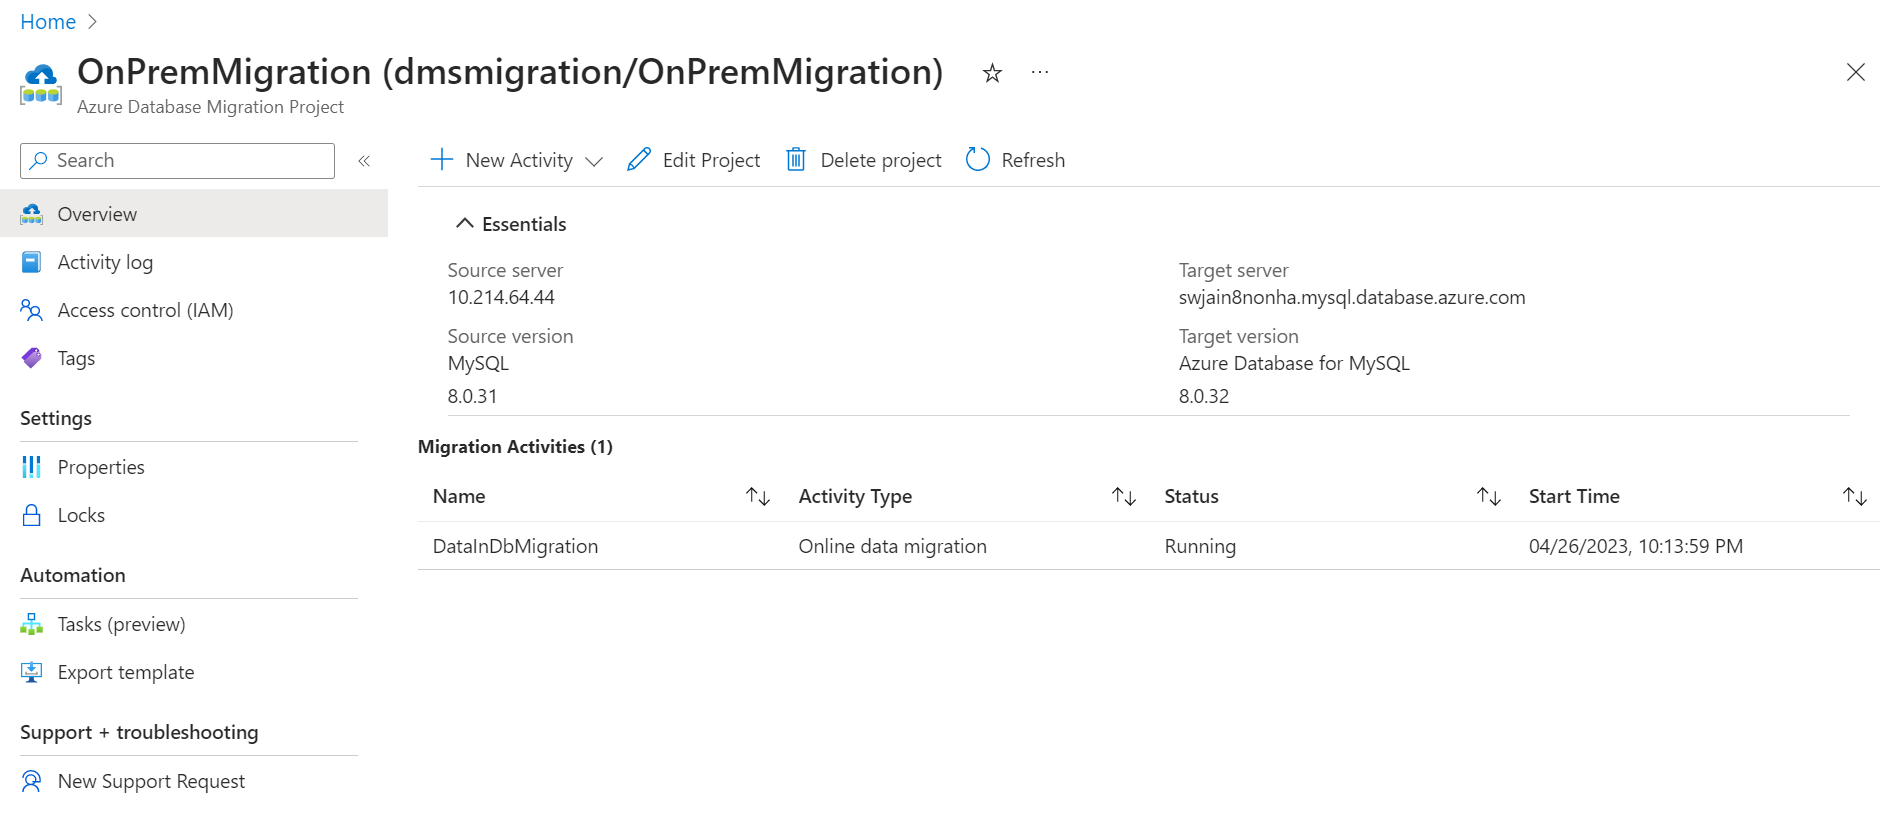 Home
OnPremMigration (dmsmigration/OnPremMigration)
Azure Database Migration Project
Search
Overview
Activity log
Access control (IAM)
Tags
Settings
Properties
Locks
Automation
Tasks (preview)
Export template
Support + troubleshooting
New Support Request
New Activity Edit Project Delete project Refresh
Essentials
Source server
10.214.64.44
Source version
MySQL
8.0.31
Target server
swjain8nonha.mysql.database.azure.com
Target version
Azure Database for MySQL
8.0.32
Migration Activities (1)
Name Activity Type Status Start Time
DataInDbMigration Online data migration Running 04/26/2023, 10:13:59 PM